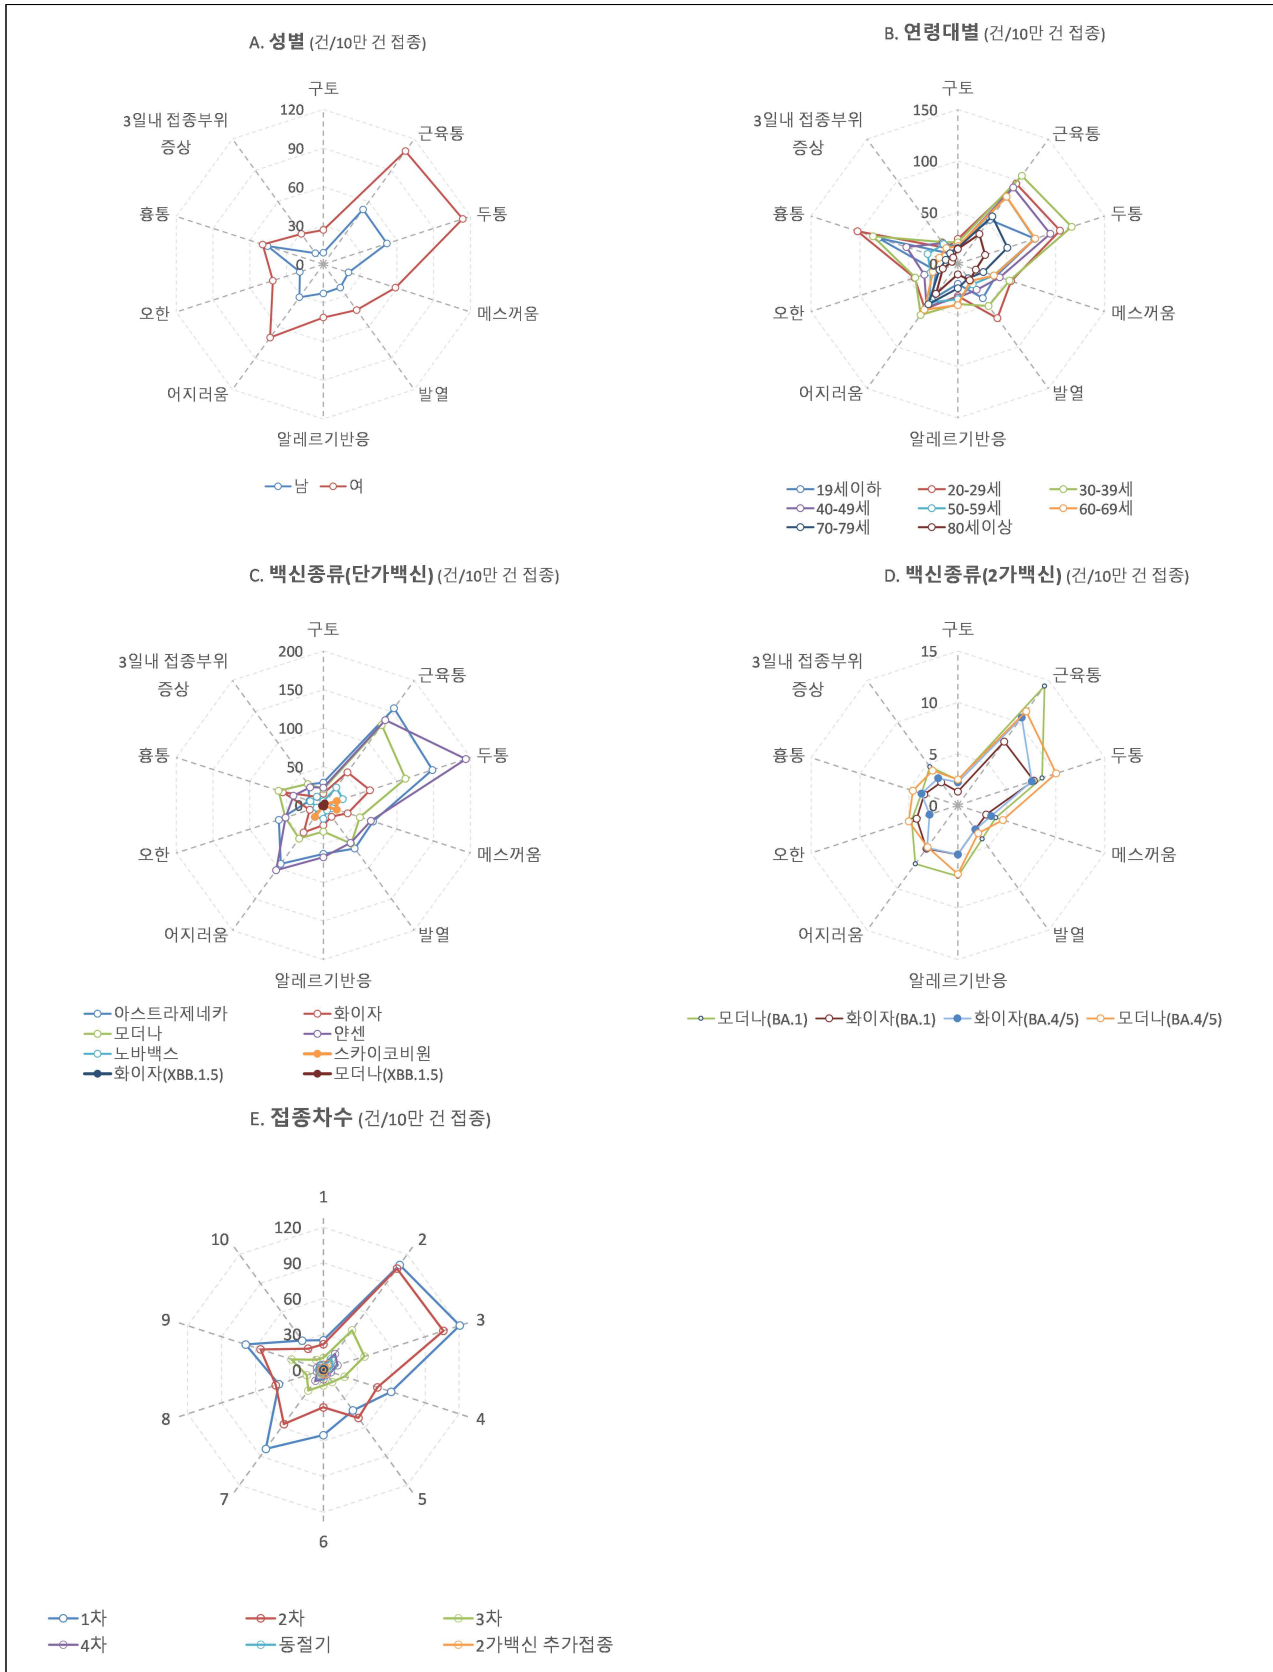 A. 성별 (건/10만 건 접종)
구토
120
근육통
3일내 접종부위
증상
90
60
30
0
흉통
두통
오한
메스꺼움
어지러움
발열
알레르기반응
남 여
B. 연령대별 (건/10만 건 접종)
구토
150
근육통
3일내 접종부위
증상
100
50
0
흉통
두통
오한
메스꺼움
어지러움
발열
알레르기반응
19세이하 20-29세 30-39세
40-49세 50-59세 60-69세
70-79세 80세이상
C. 백신종류(단가백신) (건/10만 건 접종)
구토
200
근육통
3일내 접종부위
증상
150
100
50
0
흉통
두통
오한
메스꺼움
어지러움
발열
알레르기반응
아스트라제네카 화이자
모더나 얀센
노바백스 스카이코비원
화이자(XBB.1.5) 모더나(XBB.1.5)
D. 백신종류(2가백신) (건/10만 건 접종)
구토
15
근육통
3일내 접종부위
증상
10
5
0
흉통
두통
오한
메스꺼움
어지러움
발열
알레르기반응
모더나(BA.1) 화이자(BA.1) 화이자(BA.4/5) 모더나(BA.4/5)
E. 접종차수 (건/10만 건 접종)
1
120
10 2
90
60
30
0
9 3
8 4
7 5
6
1차 2차 3차
4차 동절기 2가백신 추가접종